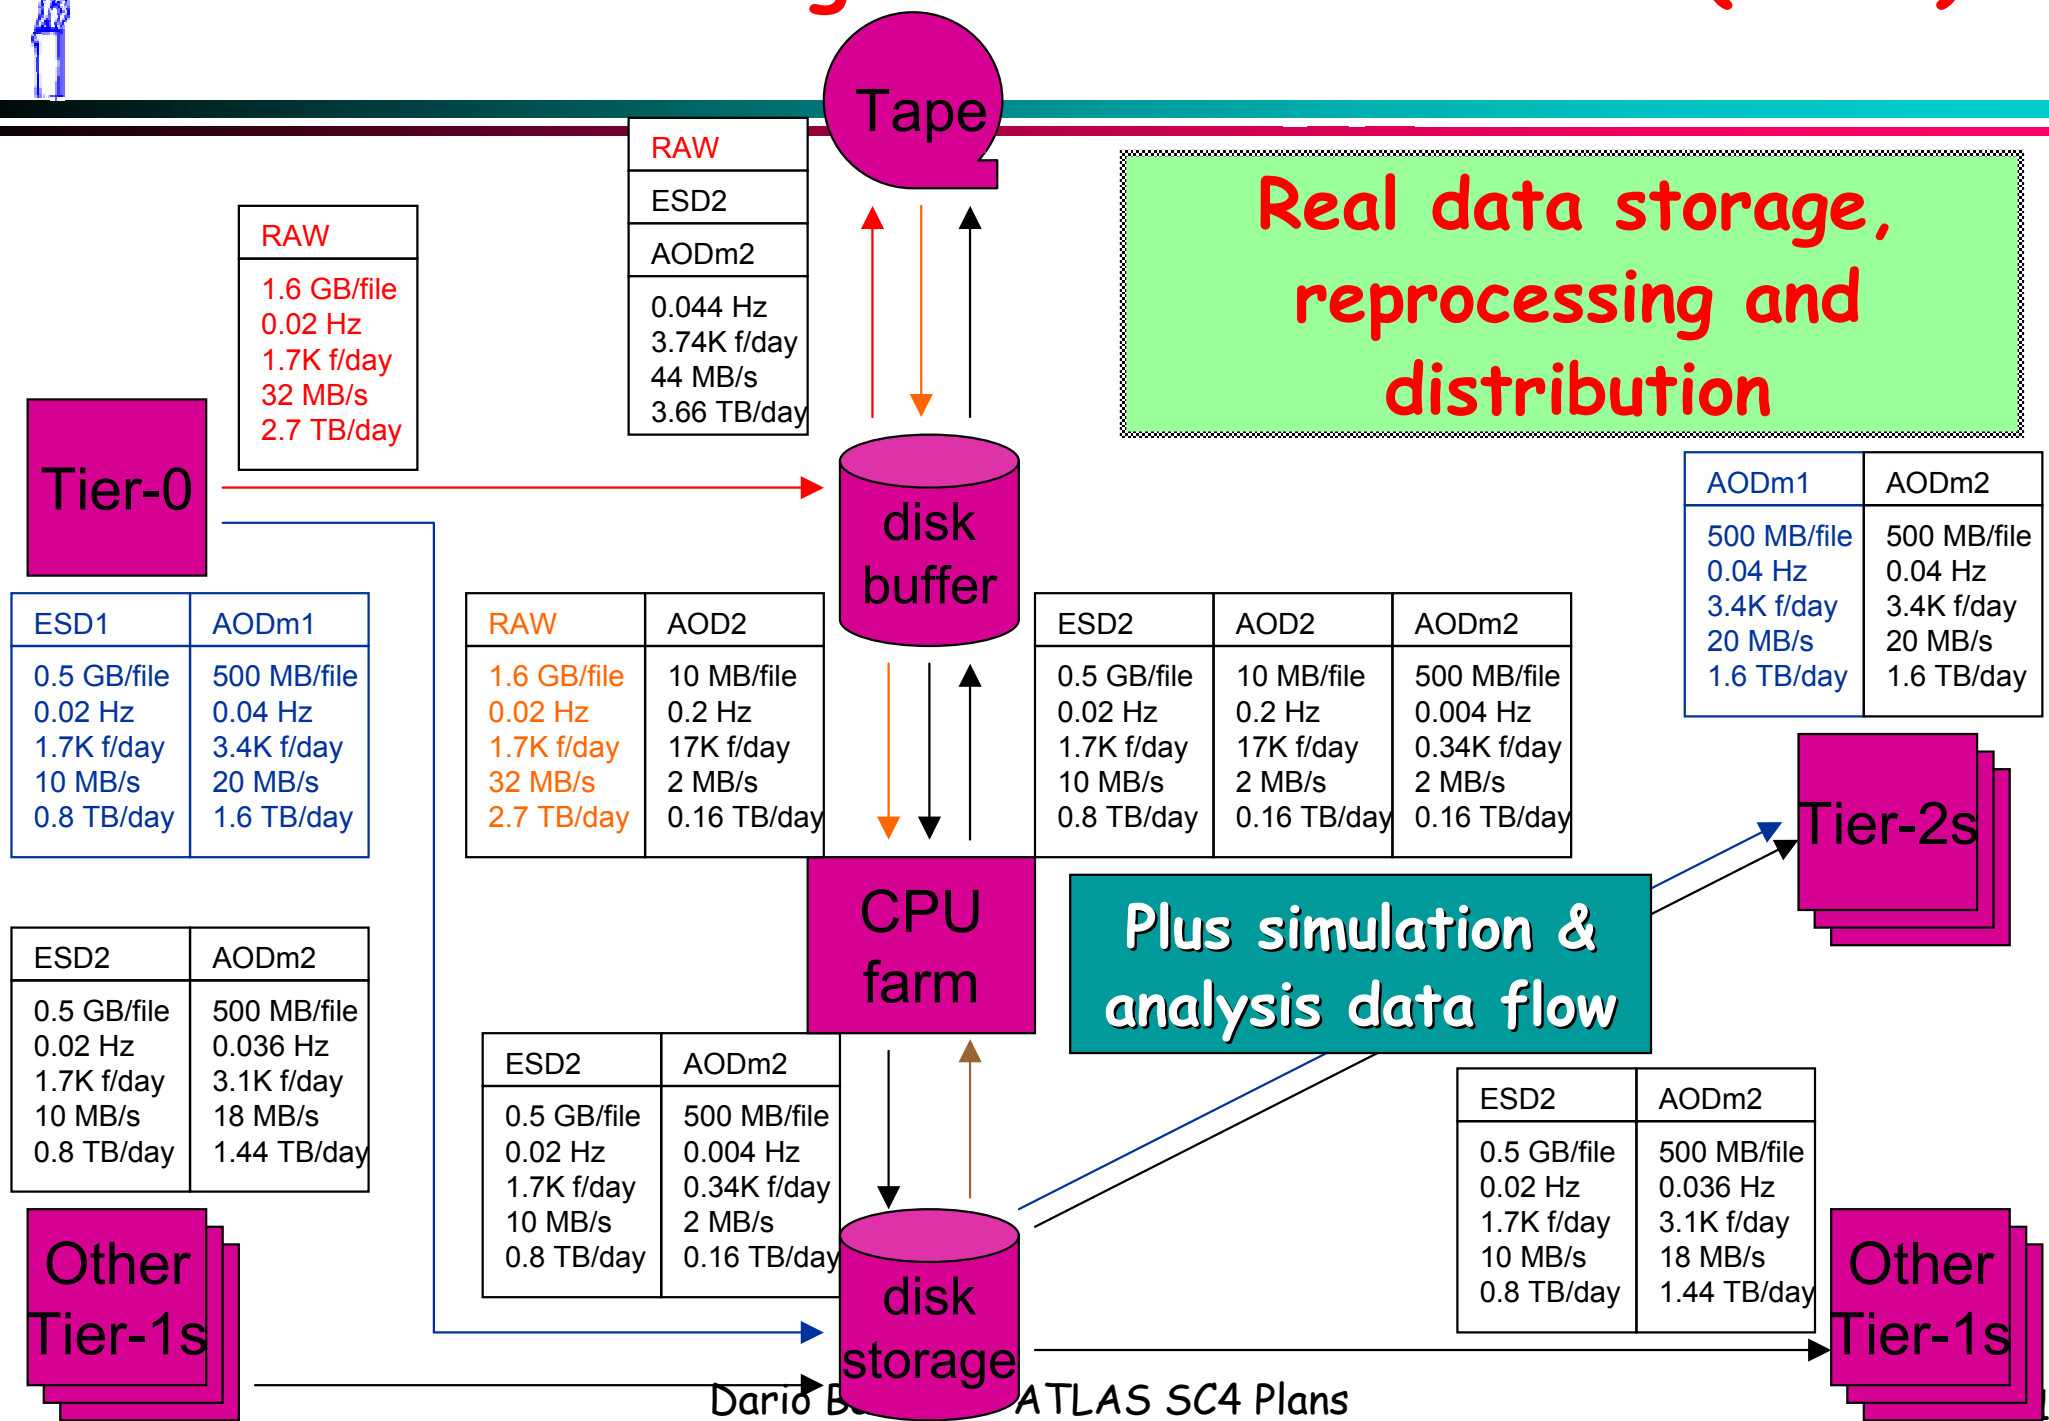 Tape
RAW
ESD2
AODm2
0.044 Hz
3.74K f/day
44 MB/s
3.66 TB/day
Real data storage,
reprocessing and
distribution
RAW
1.6 GB/file
0.02 Hz
1.7K f/day
32 MB/s
2.7 TB/day
Tier-0
disk
buffer
AODm1
500 MB/file
0.04 Hz
3.4K f/day
20 MB/s
1.6 TB/day
AODm2
500 MB/file
0.04 Hz
3.4K f/day
20 MB/s
1.6 TB/day
ESD1
0.5 GB/file
0.02 Hz
1.7K f/day
10 MB/s
0.8 TB/day
AODm1
500 MB/file
0.04 Hz
3.4K f/day
20 MB/s
1.6 TB/day
RAW
1.6 GB/file
0.02 Hz
1.7K f/day
32 MB/s
2.7 TB/day
AOD2
10 MB/file
0.2 Hz
17K f/day
2 MB/s
0.16 TB/day
ESD2
0.5 GB/file
0.02 Hz
1.7K f/day
10 MB/s
0.8 TB/day
AOD2
10 MB/file
0.2 Hz
17K f/day
2 MB/s
0.16 TB/day
AODm2
500 MB/file
0.004 Hz
0.34K f/day
2 MB/s
0.16 TB/day
Tier-2s
CPU
farm
Plus simulation &
analysis data flow
ESD2
0.5 GB/file
0.02 Hz
1.7K f/day
10 MB/s
0.8 TB/day
AODm2
500 MB/file
0.036 Hz
3.1K f/day
18 MB/s
1.44 TB/day
ESD2
0.5 GB/file
0.02 Hz
1.7K f/day
10 MB/s
0.8 TB/day
AODm2
500 MB/file
0.004 Hz
0.34K f/day
2 MB/s
0.16 TB/day
ESD2
0.5 GB/file
0.02 Hz
1.7K f/day
10 MB/s
0.8 TB/day
AODm2
500 MB/file
0.036 Hz
3.1K f/day
18 MB/s
1.44 TB/day
Other
Tier-1s
disk
storage
Other
Tier-1s
Dario ATLAS SC4 Plans